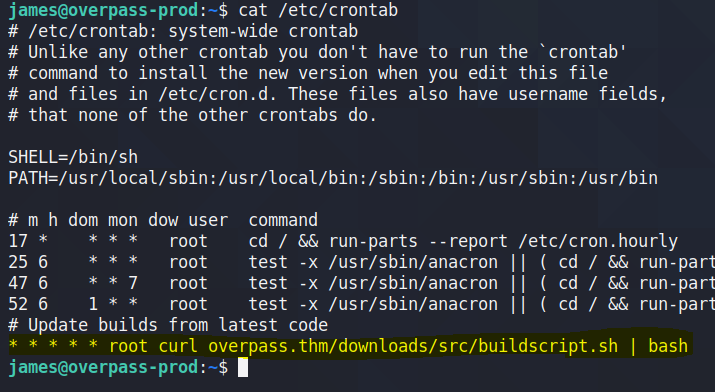 james@overpass-prod:~$ cat /etc/crontab
# /etc/crontab: system-wide crontab
# Unlike any other crontab you don't have to run the `crontab'
# command to install the new version when you edit this file
# and files in /etc/cron.d. These files also have username fields,
# that none of the other crontabs do.
SHELL=/bin/sh
PATH=/usr/local/sbin:/usr/local/bin:/sbin:/bin:/usr/sbin:/usr/bin
# m h dom mon dow user  command
17 *    * * *   root    cd / && run-parts --report /etc/cron.hourly
25 6    * * *   root    test -x /usr/sbin/anacron || ( cd / && run-part
47 6    * * 7   root    test -x /usr/sbin/anacron || ( cd / && run-part
52 6    1 * *   root    test -x /usr/sbin/anacron || ( cd / && run-part
# Update builds from latest code
* * * * * root curl overpass.thm/downloads/src/buildscript.sh | bash
james@overpass-prod:~$